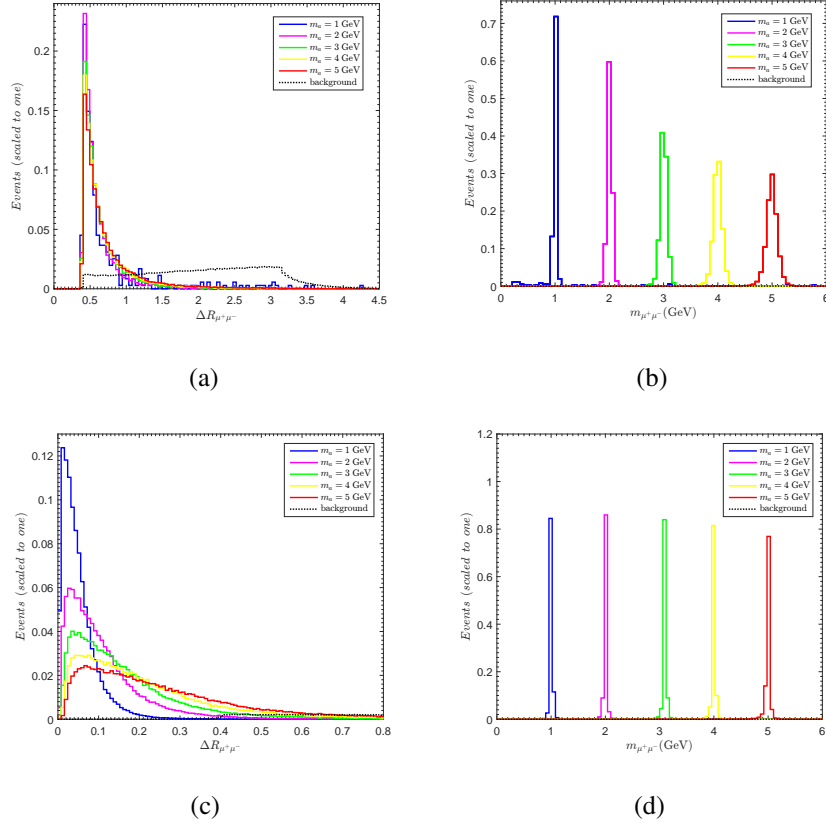 0.2
0.15
0.1
0.05
0
Events (scaled to one)
0 0.5 1 1.5 2 2.5 3 3.5 4 4.5
ΔR_{μ⁺μ⁻}
m_a = 1 GeV
m_a = 2 GeV
m_a = 3 GeV
m_a = 4 GeV
m_a = 5 GeV
background
(a)
0.7
0.6
0.5
0.4
0.3
0.2
0.1
0
Events (scaled to one)
0 1 2 3 4 5 6
m_{μ⁺μ⁻}(GeV)
m_a = 1 GeV
m_a = 2 GeV
m_a = 3 GeV
m_a = 4 GeV
m_a = 5 GeV
background
(b)
0.12
0.1
0.08
0.06
0.04
0.02
0
Events (scaled to one)
0 0.1 0.2 0.3 0.4 0.5 0.6 0.7 0.8
ΔR_{μ⁺μ⁻}
m_a = 1 GeV
m_a = 2 GeV
m_a = 3 GeV
m_a = 4 GeV
m_a = 5 GeV
background
(c)
1.2
1
0.8
0.6
0.4
0.2
0
Events (scaled to one)
0 1 2 3 4 5 6
m_{μ⁺μ⁻}(GeV)
m_a = 1 GeV
m_a = 2 GeV
m_a = 3 GeV
m_a = 4 GeV
m_a = 5 GeV
background
(d)